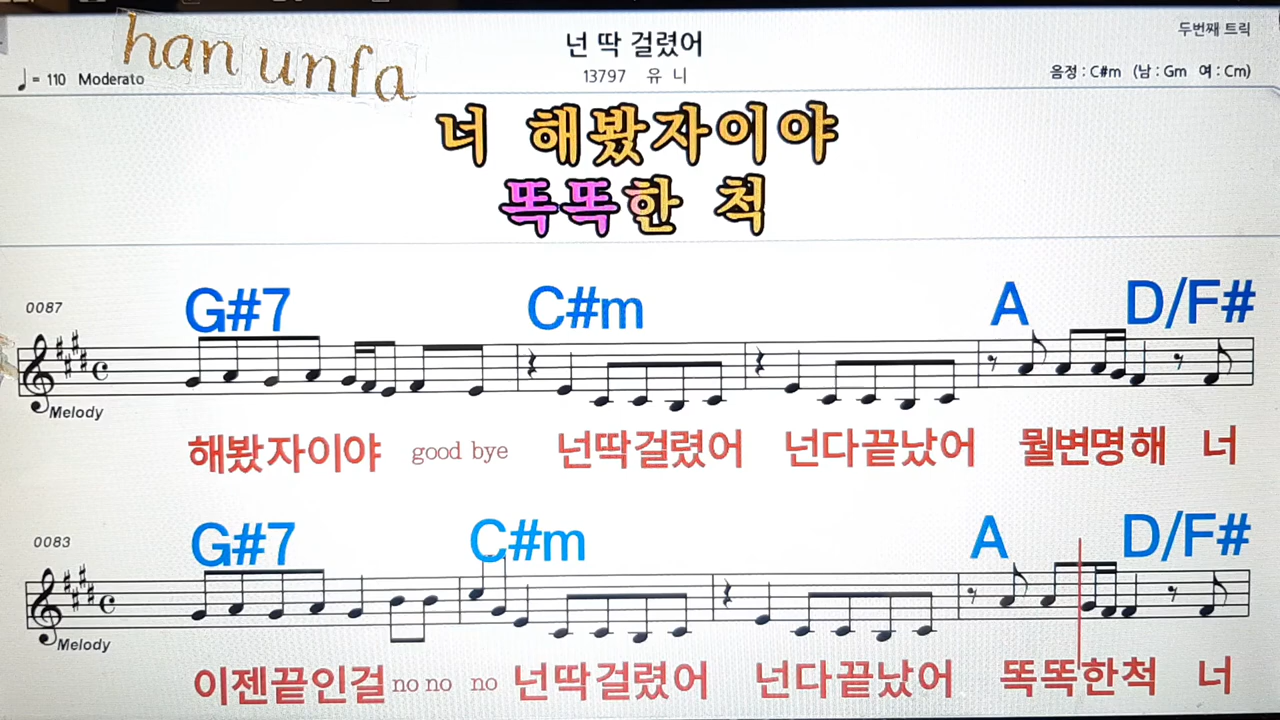 han unfa
넌 딱 걸렸어
두번째 트릭
♩= 110 Moderato
13797 유 니
음정 : C#m (남 : Gm 여 : Cm)
너 해봤자이야
똑똑한 척
0087
G#7 C#m A D/F#
Melody
해봤자이야 good bye 넌딱걸렸어 넌다끝났어 뭘변명해 너
0083
G#7 C#m A D/F#
Melody
이젠끝인걸 no no no 넌딱걸렸어 넌다끝났어 똑똑한척 너